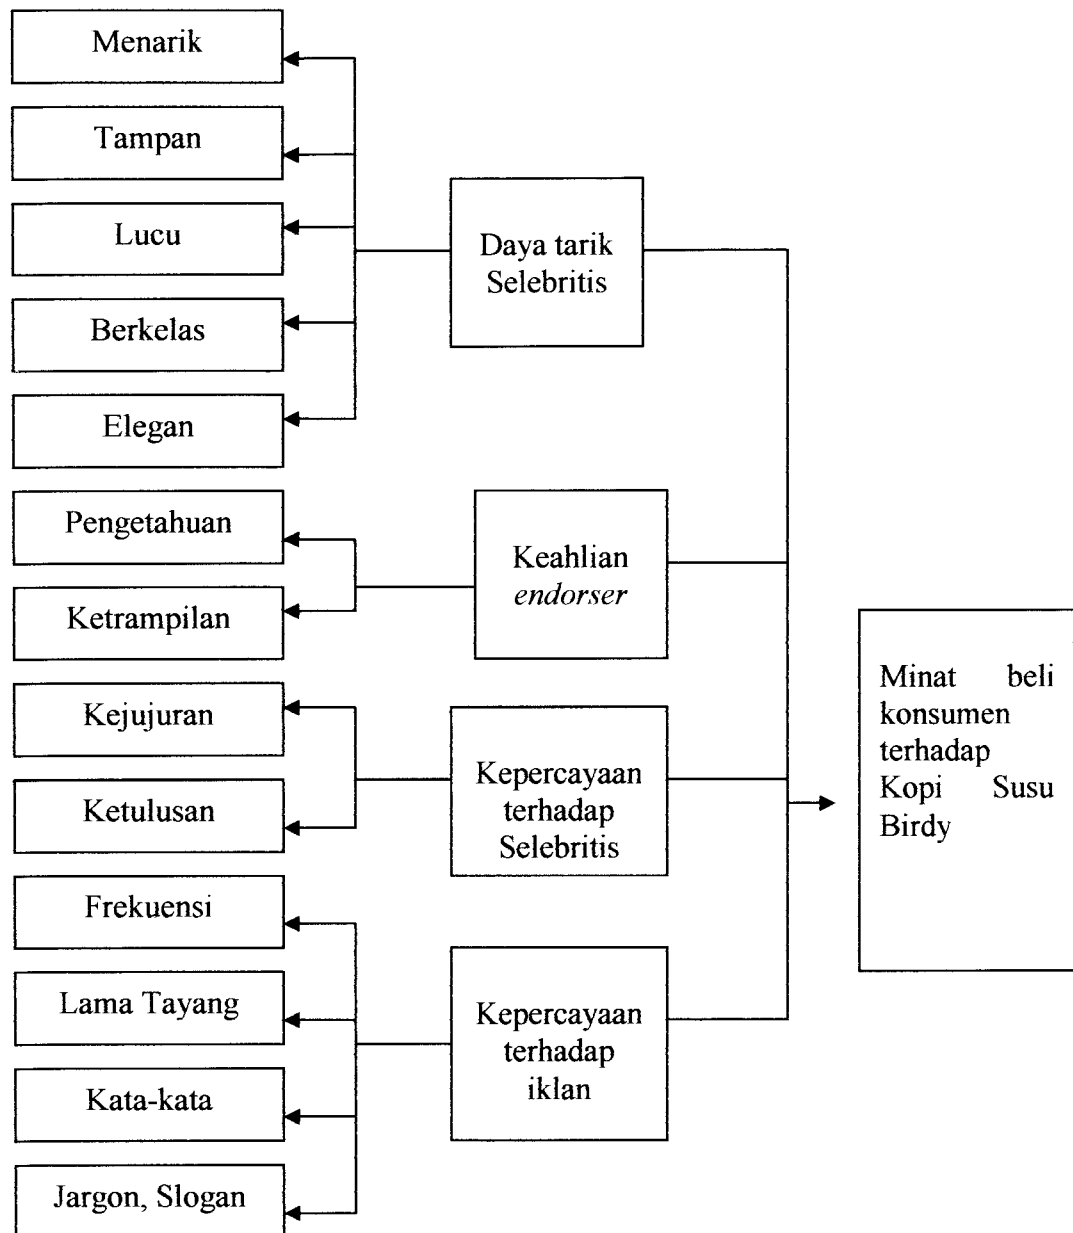 Menarik
Tampan
Lucu
Berkelas
Elegan
Pengetahuan
Ketrampilan
Kejujuran
Ketulusan
Frekuensi
Lama Tayang
Kata-kata
Jargon, Slogan
Daya tarik
Selebritis
Keahlian
endorser
Kepercayaan
terhadap
Selebritis
Kepercayaan
terhadap
iklan
Minat beli
konsumen
terhadap
Kopi Susu
Birdy